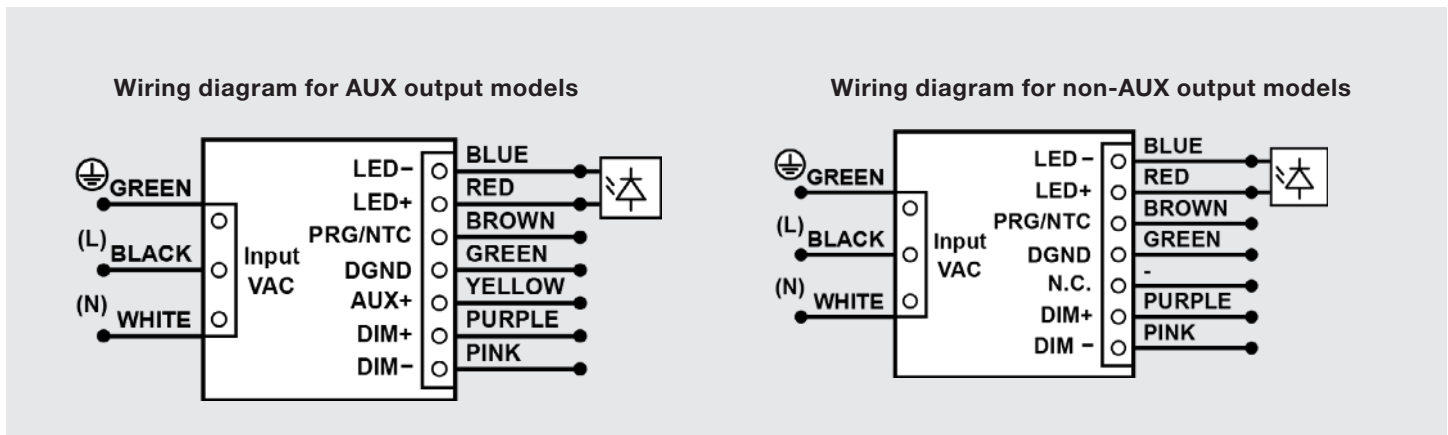 Wiring diagram for AUX output models
GREEN
(L)
BLACK
(N)
WHITE
Input
VAC
LED–
LED+
PRG/NTC
DGND
AUX+
DIM+
DIM–
BLUE
RED
BROWN
GREEN
YELLOW
PURPLE
PINK
Wiring diagram for non-AUX output models
GREEN
(L)
BLACK
(N)
WHITE
Input
VAC
LED –
LED+
PRG/NTC
DGND
N.C.
DIM+
DIM –
BLUE
RED
BROWN
GREEN
-
PURPLE
PINK